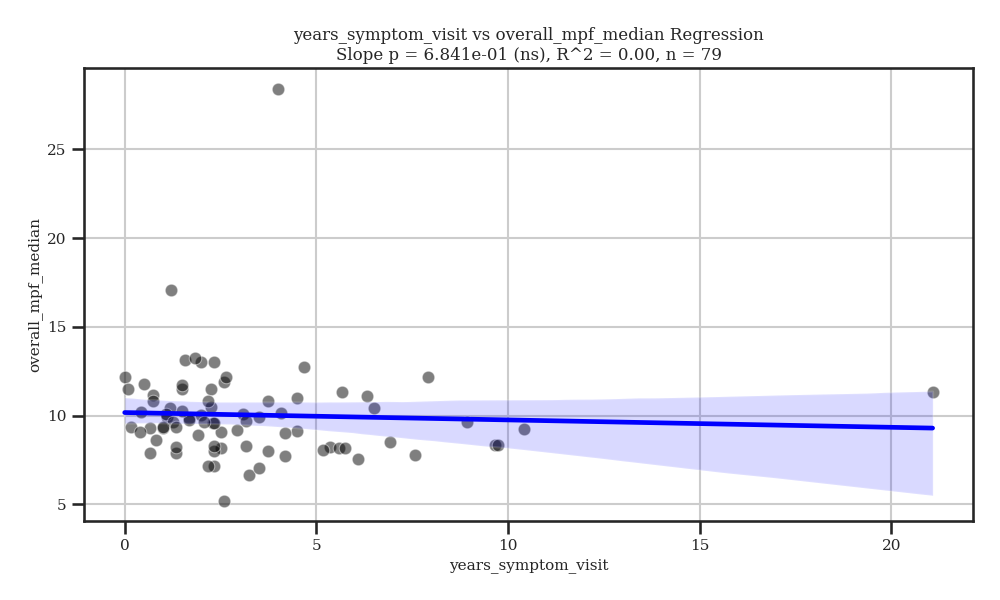 years_symptom_visit vs overall_mpf_median Regression
Slope p = 6.841e-01 (ns), R^2 = 0.00, n = 79
overall_mpf_median
25
20
15
10
5
0
5
10
15
20
years_symptom_visit